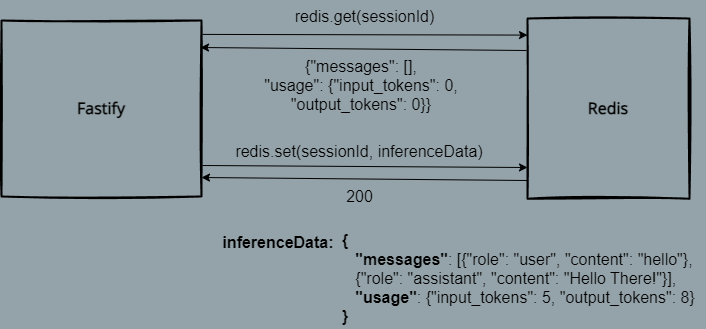 redis.get(sessionId)
Fastify
{"messages": [],
"usage": {"input_tokens": 0,
"output_tokens": 0}}
Redis
redis.set(sessionId, inferenceData)
200
inferenceData: {
"messages": [{"role": "user", "content": "hello"},
{"role": "assistant", "content": "Hello There!"}],
"usage": {"input_tokens": 5, "output_tokens": 8}
}